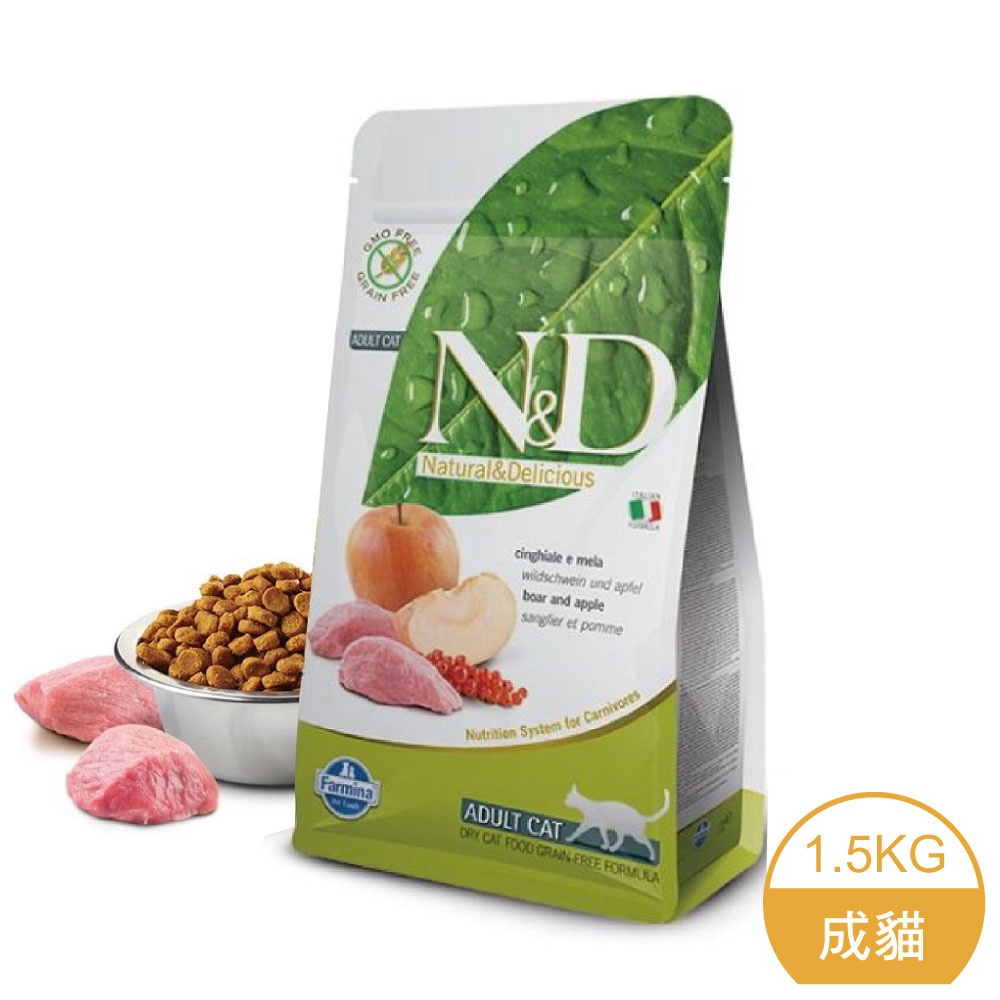 GMO FREE
GRAIN FREE
ADULT CAT
N&D
Natural&Delicious
ITALIAN
FORMULA
cinghiale e mela
wildschwein und apfel
boar and apple
sanglier et pomme
Nutrition System for Carnivores
Farmina
Pet Foods
ADULT CAT
DRY CAT FOOD GRAIN-FREE FORMULA
1.5KG
成貓